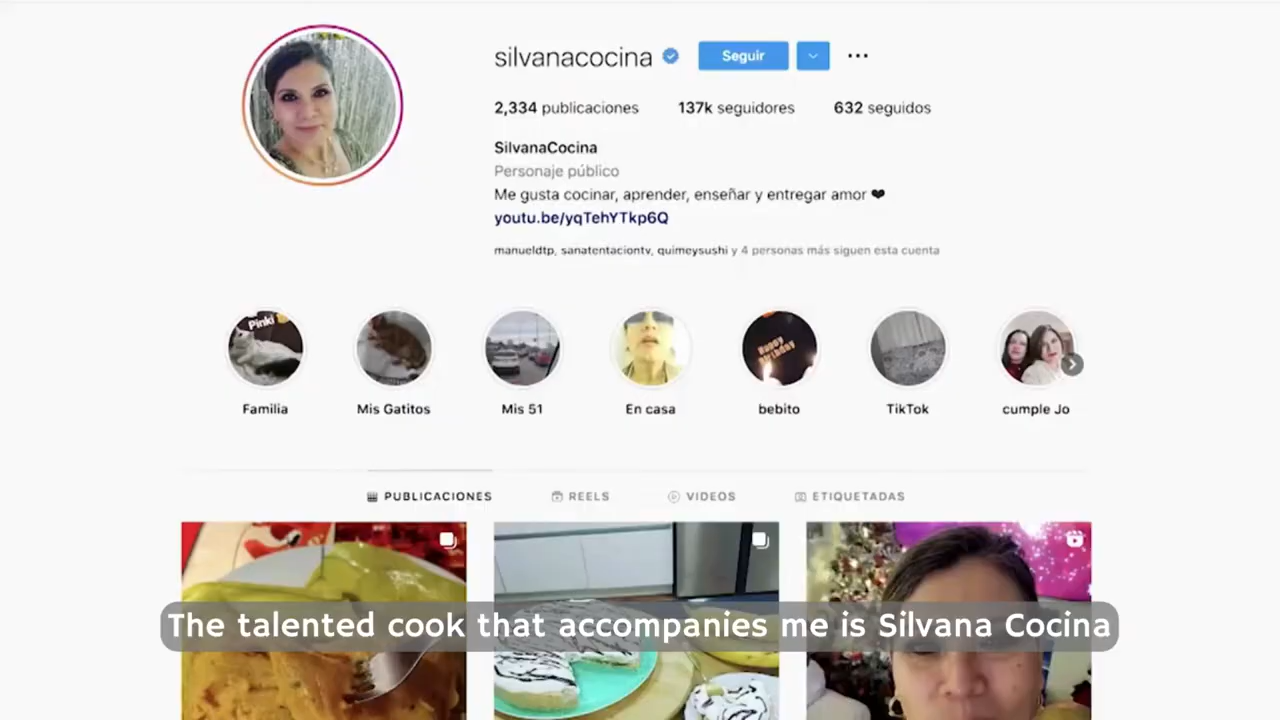 silvanacocina
Seguir
2,334 publicaciones 137k seguidores 632 seguidos
SilvanaCocina
Personaje público
Me gusta cocinar, aprender, enseñar y entregar amor ❤
youtu.be/yqTehYTkp6Q
manueldtp, sanatentaciontv, quimeysushi y 4 personas más siguen esta cuenta
Pinki
Happy
Birthday
Familia Mis Gatitos Mis 51 En casa bebito TikTok cumple Jo
PUBLICACIONES REELS VIDEOS ETIQUETADAS
The talented cook that accompanies me is Silvana Cocina